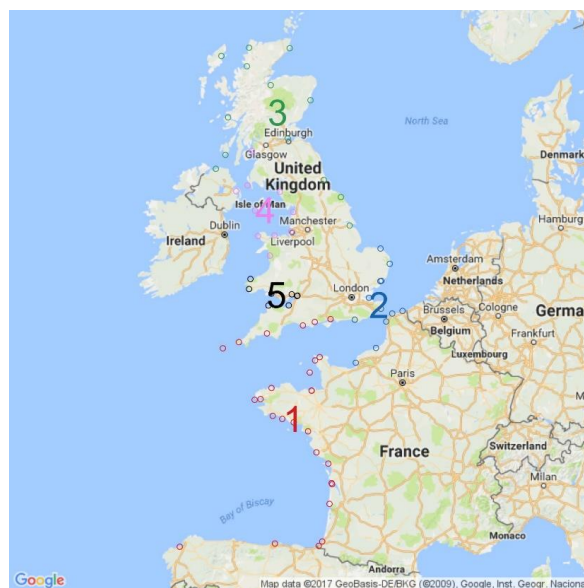 North Sea
3
Edinburgh
Glasgow
Denmark
United
Kingdom
Isle of Man
4
Dublin
Manchester
Hamburg
Ireland
Liverpool
Amsterdam
Netherlands
5
London
2
Brussels
Cologne
Germa
Belgium
Frankfurt
Luxembourg
Paris
M
1
Switzerland
France
Milan
Bay of Biscay
Monaco
Andorra
Google
Map data ©2017 GeoBasis-DE/BKG (©2009), Google, Inst. Geogr. Nacional